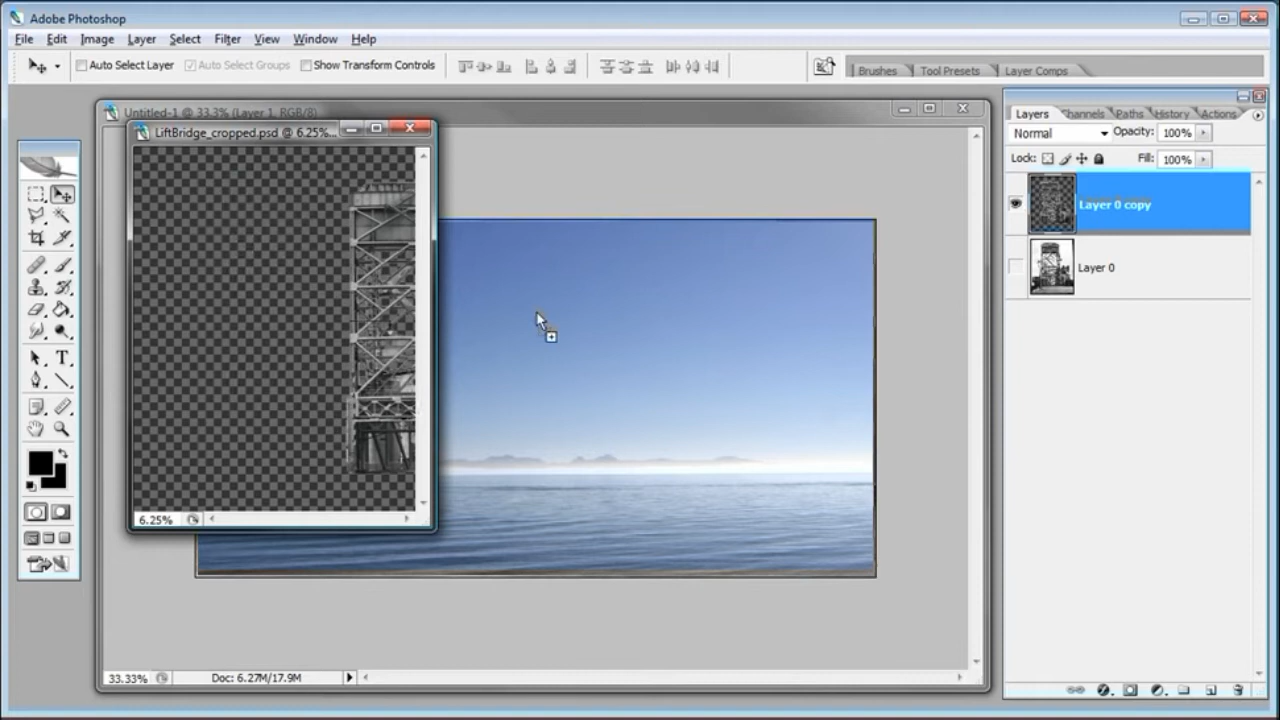 Adobe Photoshop
File Edit Image Layer Select Filter View Window Help
Auto Select Layer Auto Select Groups Show Transform Controls Brushes Tool Presets Layer Comps
Untitled-1 @ 33.3% (Layer 1, RGB/8)
LiftBridge_cropped.psd @ 6.25%...
Layers Channels Paths History Actions
Normal Opacity: 100%
Lock: Fill: 100%
Layer 0 copy
Layer 0
6.25%
33.33% Doc: 6.27M/17.9M